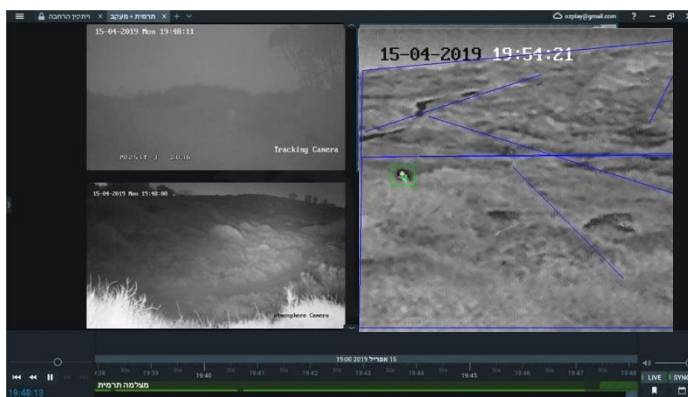 תרמית - מעקב
ויתקין הרחבה
ozplay@gmail.com
15-04-2019 Mon 19:48:11
Tracking Camera
15-04-2019 Mon 19:48:08
atmosphere Camera
15-04-2019 19:54:21
15 אפריל 2019 19:00
19:39
19:40
19:41
19:42
19:43
19:44
19:45
19:46
19:47
19:48
LIVE
SYNC
מצלמה תרמית
19:48:13